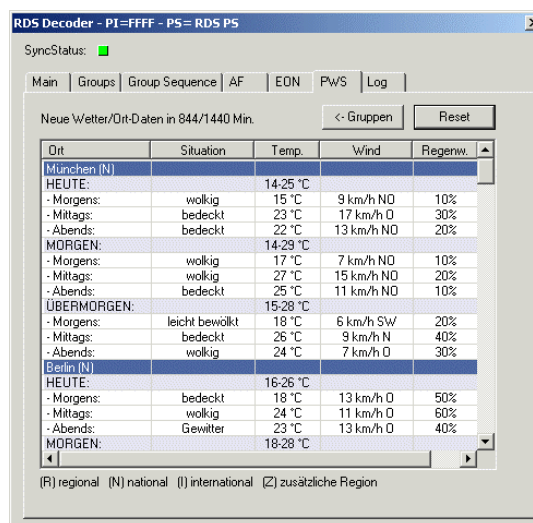 RDS Decoder - PI=FFFF - PS= RDS PS
SyncStatus:
Main Groups Group Sequence AF EON PWS Log
Neue Wetter/Ort-Daten in 844/1440 Min. <- Gruppen Reset
Ort Situation Temp. Wind Regenw.
München (N)
HEUTE: 14-25 °C
- Morgens: wolkig 15 °C 9 km/h NO 10%
- Mittags: bedeckt 23 °C 17 km/h O 30%
- Abends: bedeckt 22 °C 13 km/h NO 20%
MORGEN: 14-29 °C
- Morgens: wolkig 17 °C 7 km/h NO 10%
- Mittags: wolkig 27 °C 15 km/h NO 20%
- Abends: bedeckt 25 °C 11 km/h NO 10%
ÜBERMORGEN: 15-28 °C
- Morgens: leicht bewölkt 18 °C 6 km/h SW 20%
- Mittags: bedeckt 26 °C 9 km/h N 40%
- Abends: wolkig 24 °C 7 km/h O 30%
Berlin (N)
HEUTE: 16-26 °C
- Morgens: bedeckt 18 °C 13 km/h O 50%
- Mittags: wolkig 24 °C 11 km/h O 60%
- Abends: Gewitter 23 °C 13 km/h O 40%
MORGEN: 18-28 °C
(R) regional (N) national (I) international (Z) zusätzliche Region